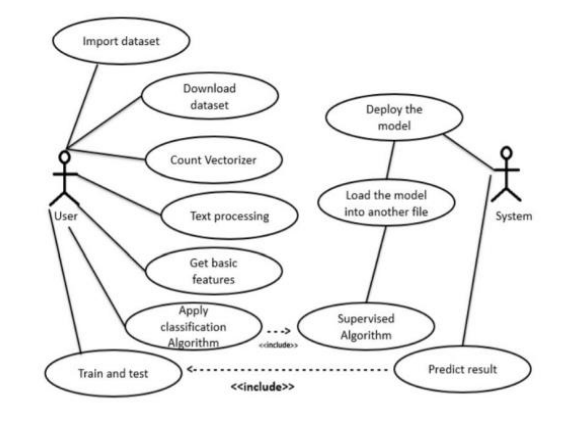 Import dataset
Download
dataset
Deploy the
model
Count Vectorizer
Load the model
into another file
Text processing
User
System
Get basic
features
Apply
classification
Algorithm
<<include>>
Supervised
Algorithm
Train and test
Predict result
<<include>>